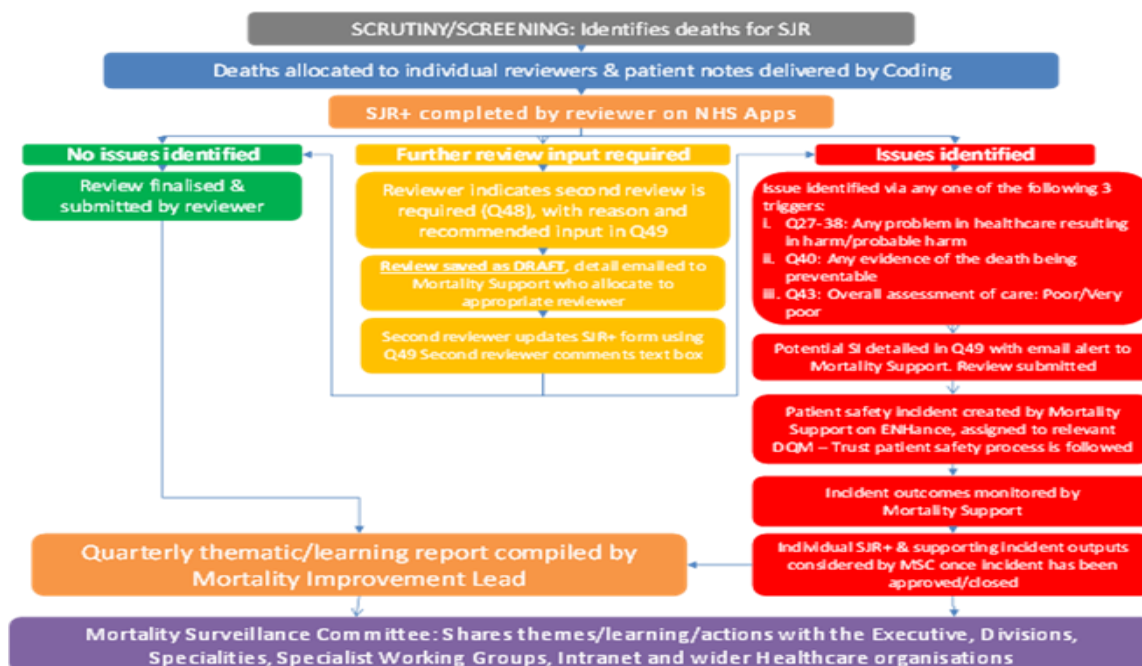 SCRUTINY/SCREENING: Identifies deaths for SJR
Deaths allocated to individual reviewers & patient notes delivered by Coding
SJR+ completed by reviewer on NHS Apps
No issues identified
Review finalised &
submitted by reviewer
Further review input required
Reviewer indicates second review is
required (Q48), with reason and
recommended input in Q49
Review saved as DRAFT, detail emailed to
Mortality Support who allocate to
appropriate reviewer
Second reviewer updates SJR+ form using
Q49 Second reviewer comments text box
Issues identified
Issue identified via any one of the following 3
triggers:
i. Q27-38: Any problem in healthcare resulting
in harm/probable harm
ii. Q40: Any evidence of the death being
preventable
iii. Q43: Overall assessment of care: Poor/Very
poor
Potential SI detailed in Q49 with email alert to
Mortality Support. Review submitted
Patient safety incident created by Mortality
Support on ENHance, assigned to relevant
DQM – Trust patient safety process is followed
Incident outcomes monitored by
Mortality Support
Individual SJR+ & supporting incident outputs
considered by MSC once incident has been
approved/closed
Quarterly thematic/learning report compiled by
Mortality Improvement Lead
Mortality Surveillance Committee: Shares themes/learning/actions with the Executive, Divisions,
Specialities, Specialist Working Groups, Intranet and wider Healthcare organisations